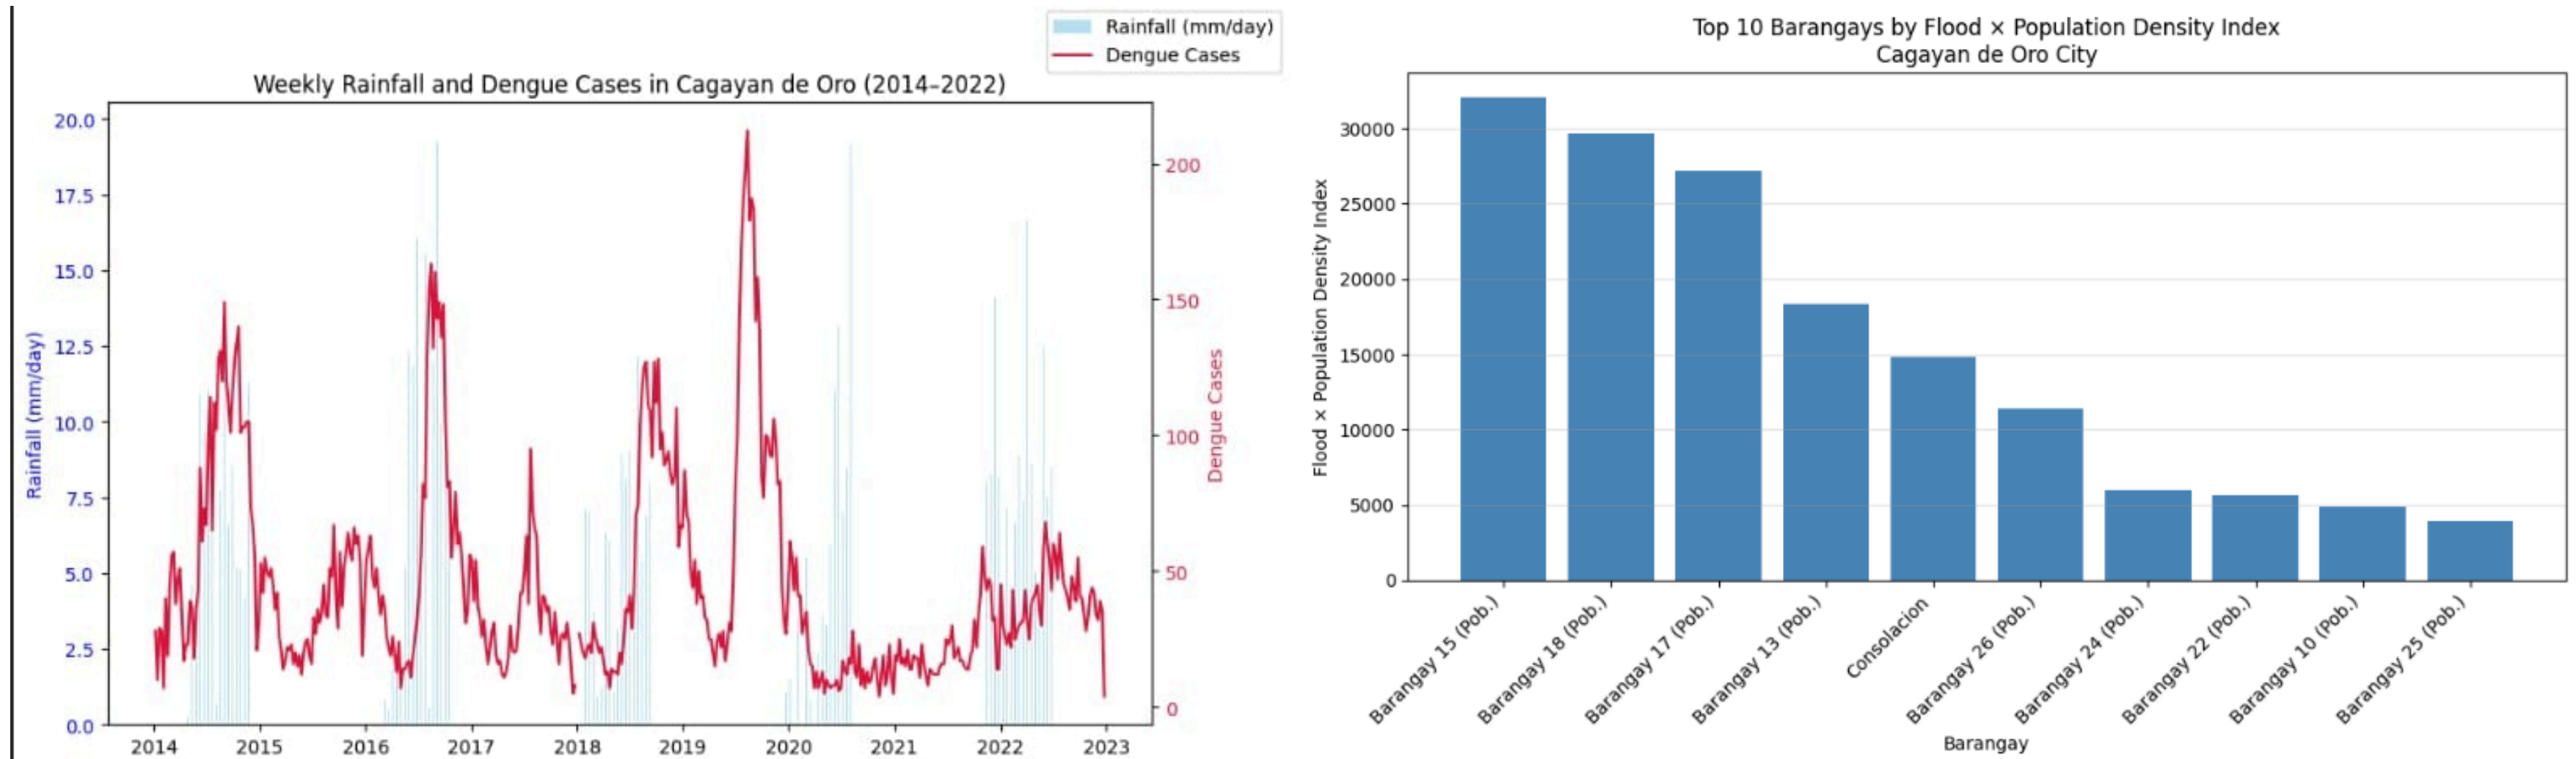 Rainfall (mm/day)
Dengue Cases
Weekly Rainfall and Dengue Cases in Cagayan de Oro (2014–2022)
20.0
17.5
15.0
12.5
10.0
7.5
5.0
2.5
0.0
Rainfall (mm/day)
200
150
100
50
0
Dengue Cases
2014 2015 2016 2017 2018 2019 2020 2021 2022 2023
Top 10 Barangays by Flood × Population Density Index
Cagayan de Oro City
Flood × Population Density Index
30000
25000
20000
15000
10000
5000
0
Barangay 15 (Pob.)
Barangay 18 (Pob.)
Barangay 17 (Pob.)
Barangay 13 (Pob.)
Consolacion
Barangay 26 (Pob.)
Barangay 24 (Pob.)
Barangay 22 (Pob.)
Barangay 10 (Pob.)
Barangay 25 (Pob.)
Barangay